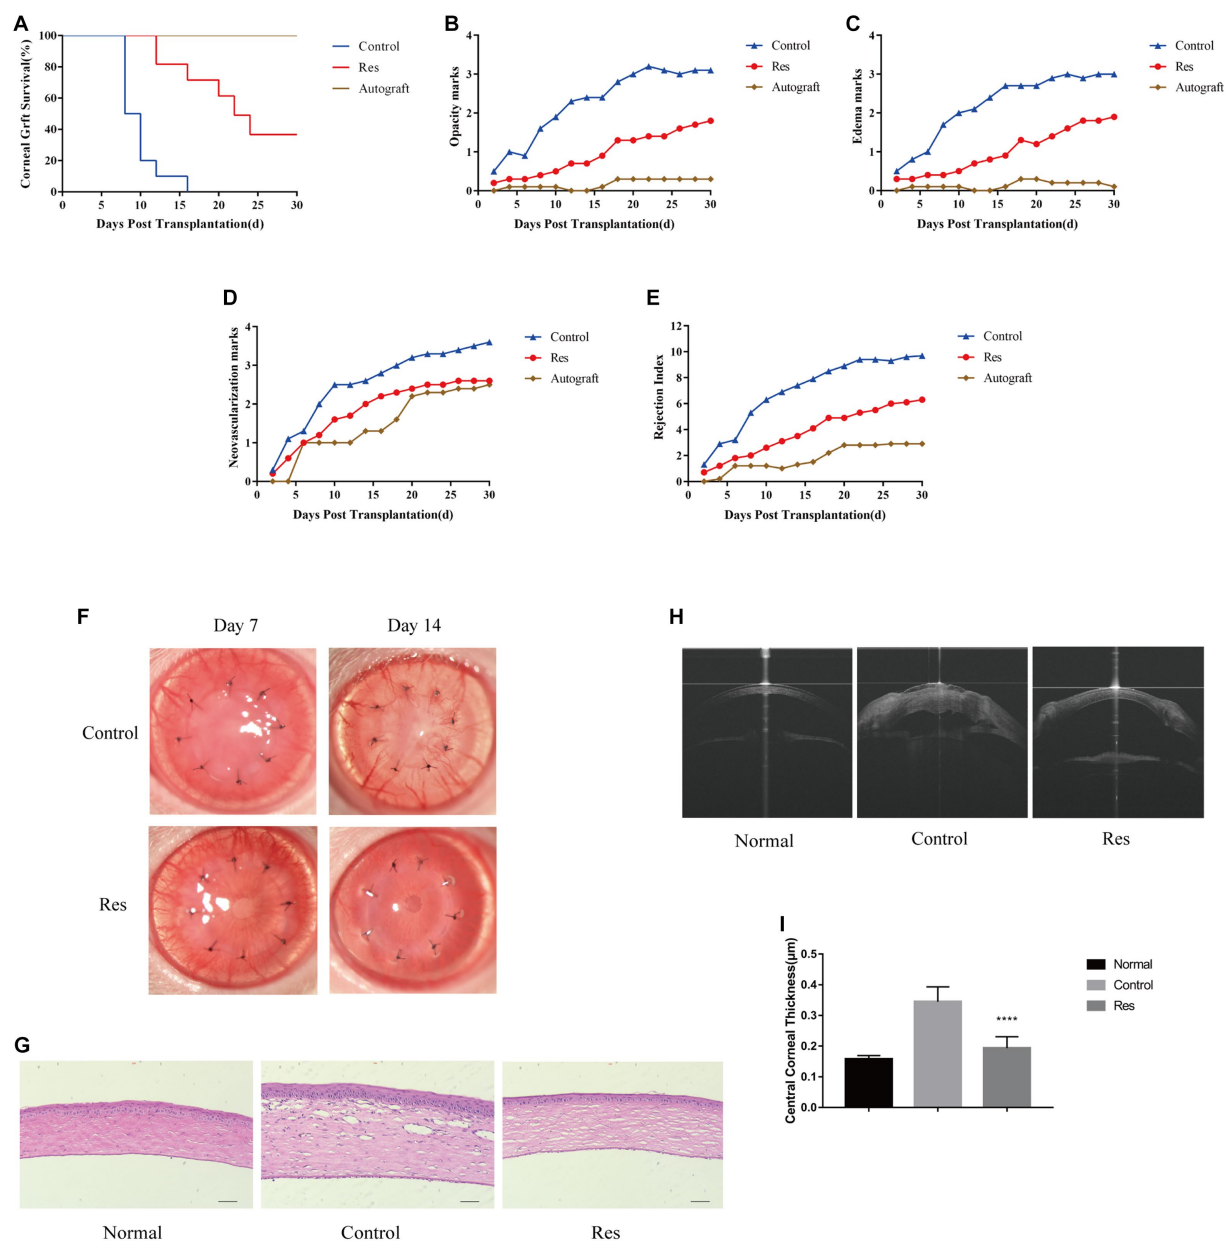 A
Corneal Grft Survival(%)
100
80
60
40
20
0
0 5 10 15 20 25 30
Days Post Transplantation(d)
Control
Res
Autograft
B
Opacity marks
4
3
2
1
0
0 5 10 15 20 25 30
Days Post Transplantation(d)
Control
Res
Autograft
C
Edema marks
4
3
2
1
0
0 5 10 15 20 25 30
Days Post Transplantation(d)
Control
Res
Autograft
D
Neovascularization marks
4
3
2
1
0
0 5 10 15 20 25 30
Days Post Transplantation(d)
Control
Res
Autograft
E
Rejection Index
12
10
8
6
4
2
0
0 5 10 15 20 25 30
Days Post Transplantation(d)
Control
Res
Autograft
F
Day 7 Day 14
Control
Res
H
Normal Control Res
I
Central Corneal Thickness(μm)
0.5
0.4
0.3
0.2
0.1
0.0
****
Normal
Control
Res
G
Normal Control Res